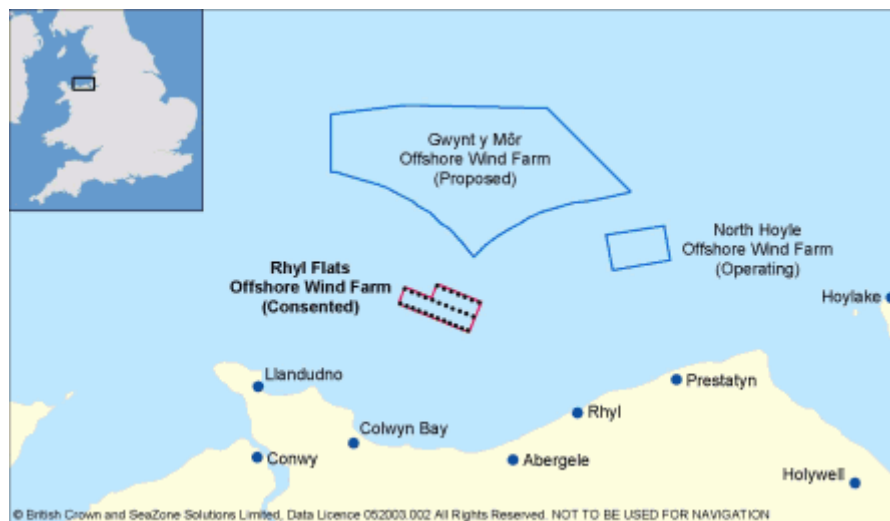 Gwynt y Môr
Offshore Wind Farm
(Proposed)
North Hoyle
Offshore Wind Farm
(Operating)
Rhyl Flats
Offshore Wind Farm
(Consented)
Hoylake
Llandudno
Prestatyn
Rhyl
Colwyn Bay
Conwy
Abergele
Holywell
© British Crown and SeaZone Solutions Limited, Data Licence 052003.002 All Rights Reserved. NOT TO BE USED FOR NAVIGATION